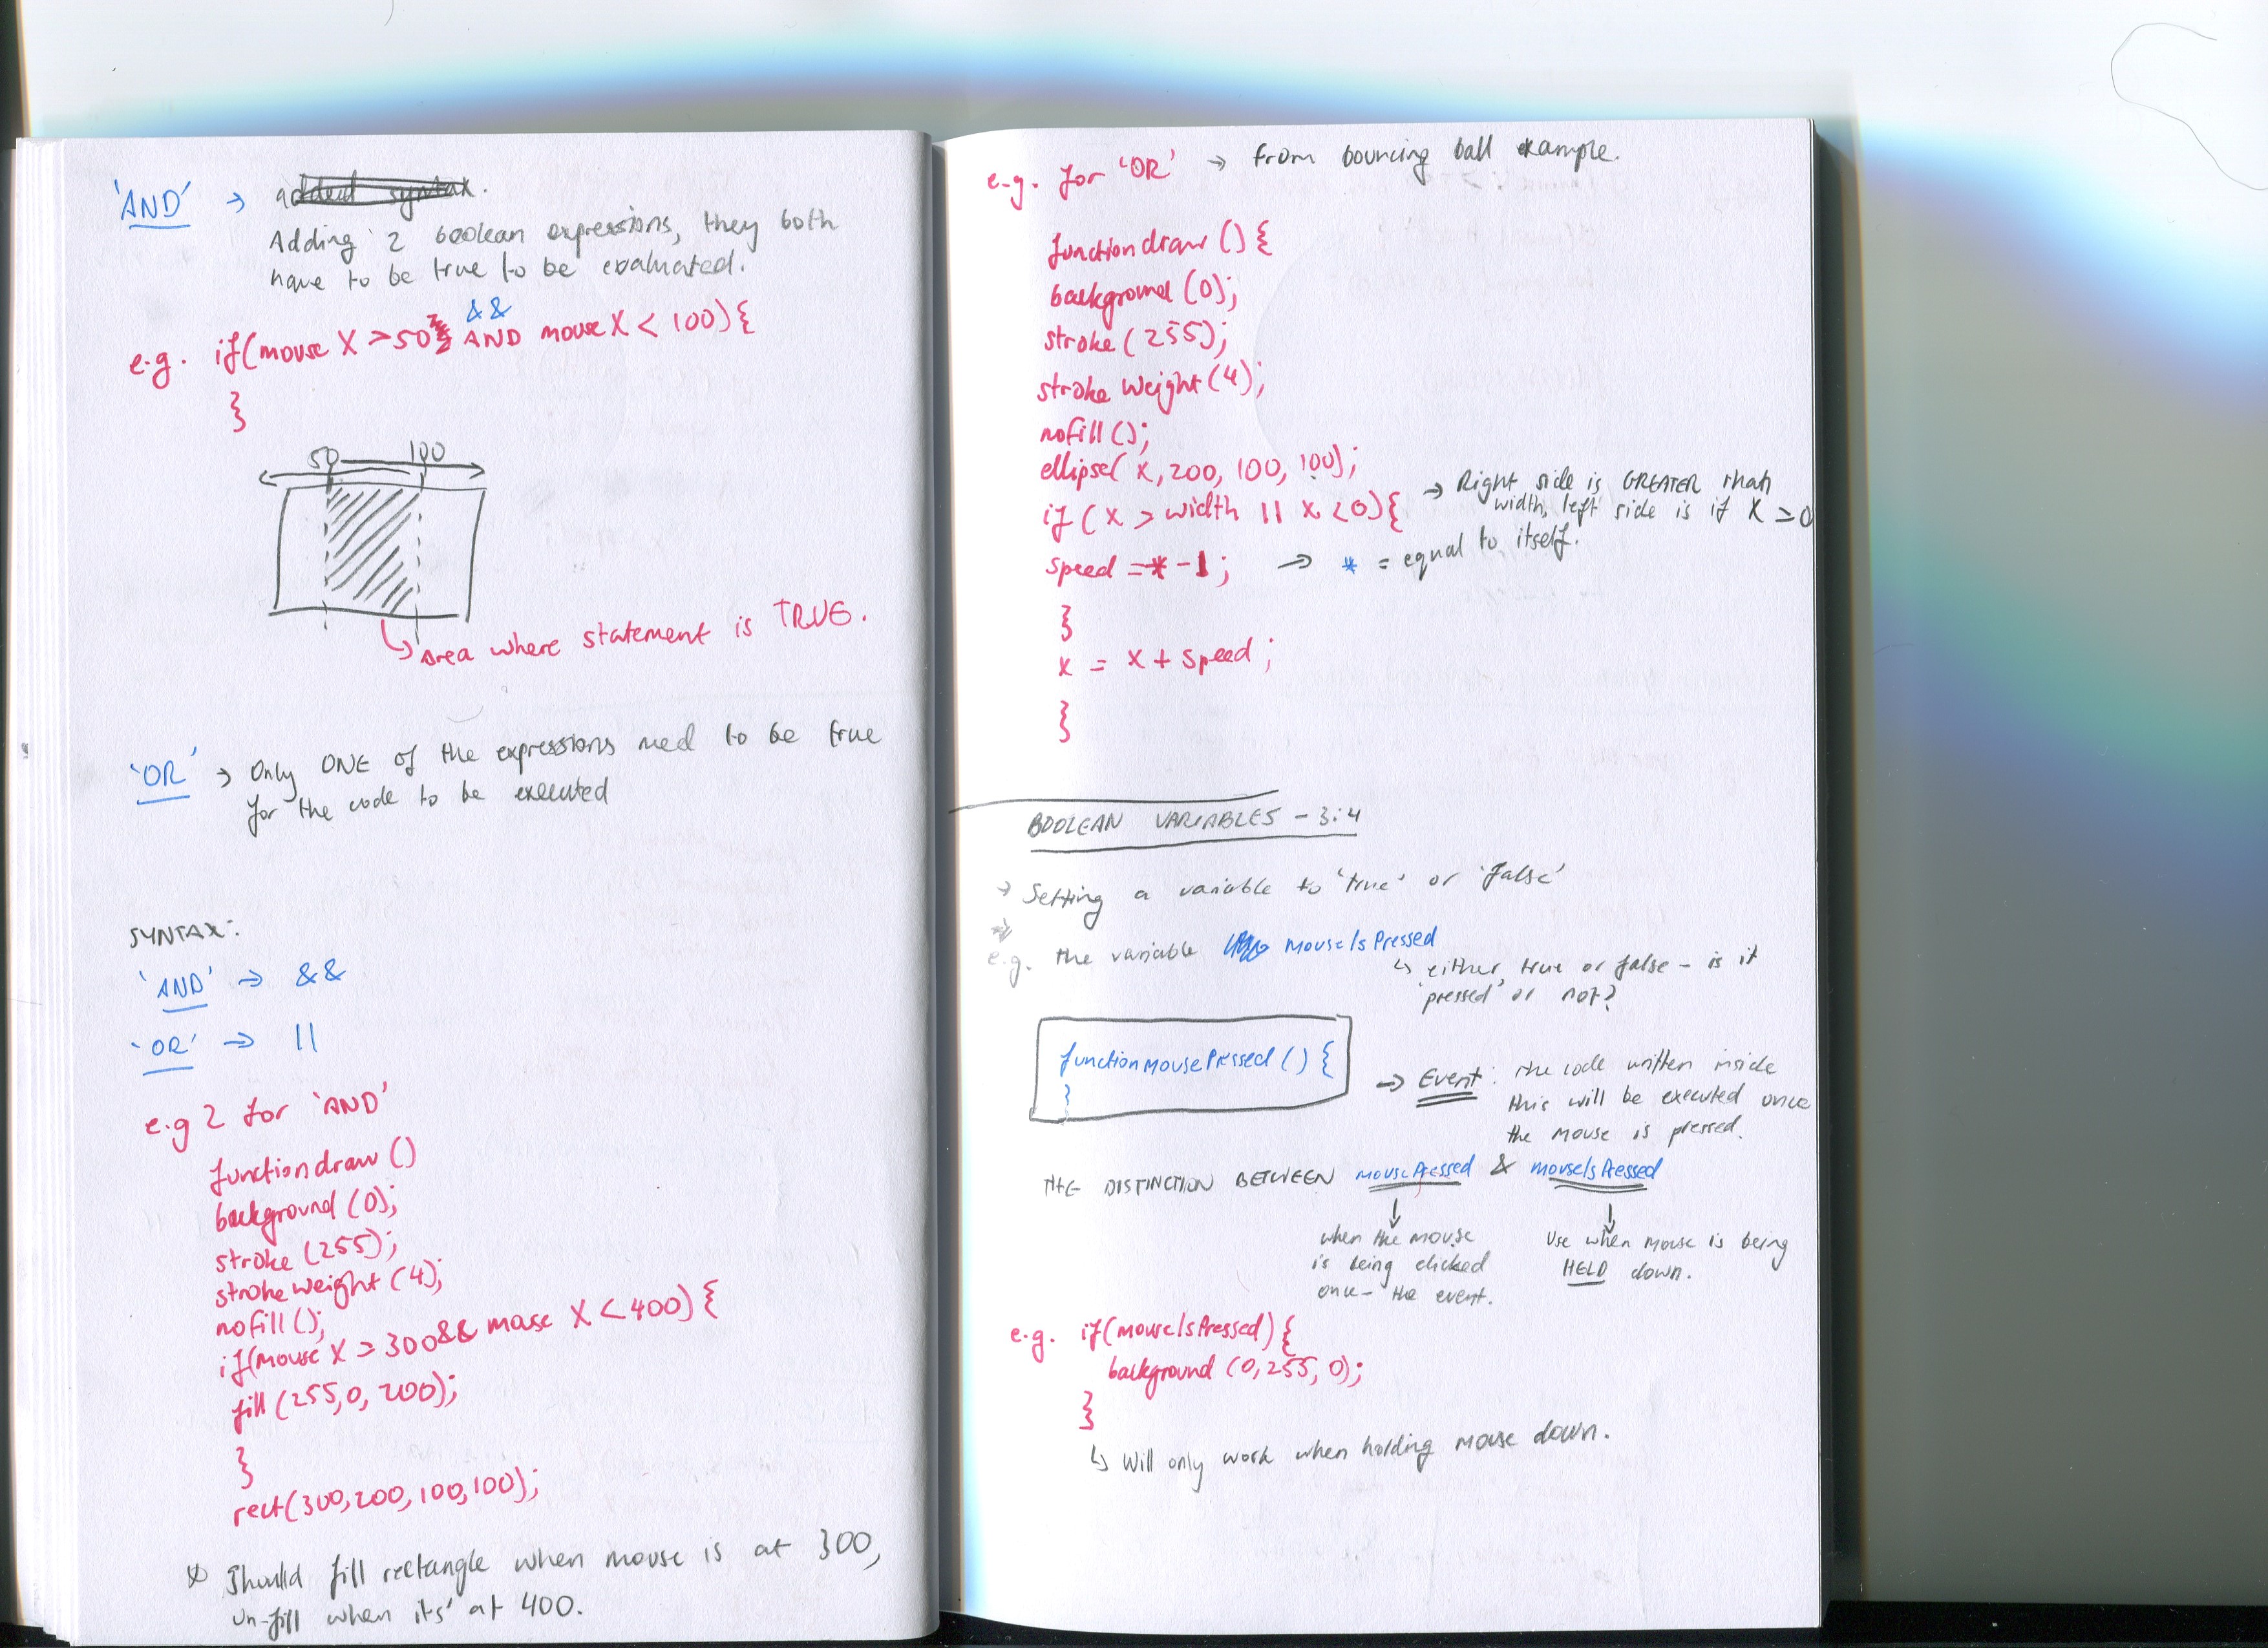 'AND' → added syntax.
Adding 2 boolean expressions, they both
have to be true to be evaluated.
&&
e.g. if(mouse X >50 AND mouse X < 100){
}
50 100
↳ Area where statement is TRUE.
'OR' → Only ONE of the expressions need to be true
for the code to be executed
SYNTAX:
'AND' → &&
'OR' → ||
e.g 2 for 'AND'
function draw ()
background (0);
stroke (255);
stroke weight (4);
nofill ();
if(mouse X > 300 && mouse X < 400) {
fill (255, 0, 200);
}
rect(300, 200, 100, 100);
* Should fill rectangle when mouse is at 300,
un-fill when its' at 400.
e.g. for 'OR' → from bouncing ball example.
function draw () {
background (0);
stroke (255);
stroke weight (4);
nofill ();
ellipse( x, 200, 100, 100);
if ( x > width || x < 0) { → Right side is GREATER than
width, left side is if X > 0
speed = * -1 ; → * = equal to itself.
}
x = x + speed ;
}
BOOLEAN VARIABLES - 3:4
→ Setting a variable to 'true' or 'false'
e.g. the variable mouseIsPressed
↳ either true or false - is it
'pressed' or not?
function mousePressed () {
}
→ Event: the code written inside
this will be executed once
the mouse is pressed.
THE DISTINCTION BETWEEN mousePressed & mouseIsPressed
↓ ↓
when the mouse
is being clicked
once - the event.
Use when mouse is being
HELD down.
e.g. if(mouseIsPressed) {
background (0, 255, 0);
}
↳ Will only work when holding mouse down.